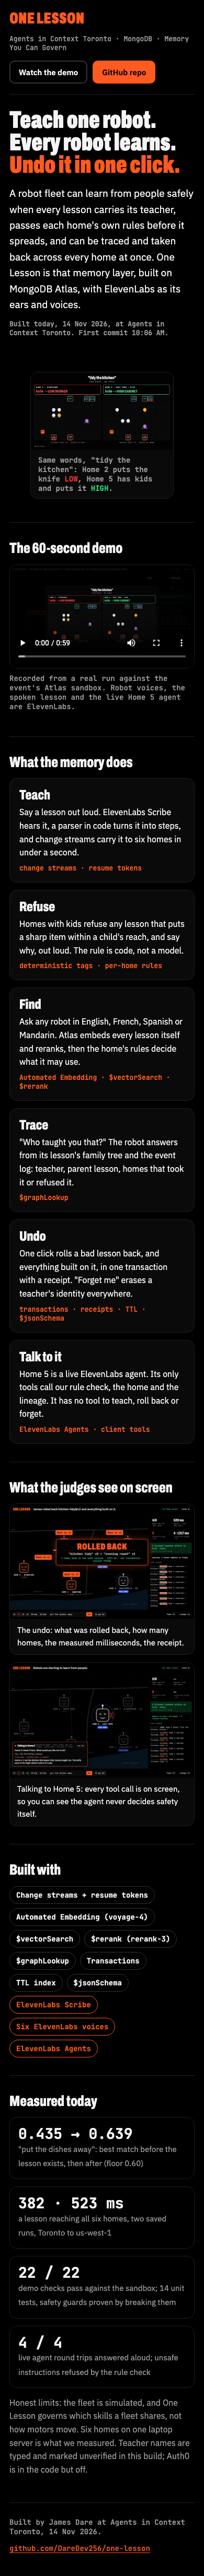 ONE LESSON
Agents in Context Toronto · MongoDB · Memory
You Can Govern
Watch the demo
GitHub repo
Teach one robot.
Every robot learns.
Undo it in one click.
A robot fleet can learn from people safely
when every lesson carries its teacher,
passes each home's own rules before it
spreads, and can be traced and taken
back across every home at once. One
Lesson is that memory layer, built on
MongoDB Atlas, with ElevenLabs as its
ears and voices.
Built today, 14 Nov 2026, at Agents in
Context Toronto. First commit 10:06 AM.
"tidy the kitchen"
Same words, "tidy the
kitchen": Home 2 puts the
knife LOW, Home 5 has kids
and puts it HIGH.
The 60-second demo
0:00 / 0:59
Recorded from a real run against the
event's Atlas sandbox. Robot voices, the
spoken lesson and the live Home 5 agent
are ElevenLabs.
What the memory does
Teach
Say a lesson out loud. ElevenLabs Scribe
hears it, a parser in code turns it into steps,
and change streams carry it to six homes in
under a second.
change streams · resume tokens
Refuse
Homes with kids refuse any lesson that puts
a sharp item within a child's reach, and say
why, out loud. The rule is code, not a model.
deterministic tags · per-home rules
Find
Ask any robot in English, French, Spanish or
Mandarin. Atlas embeds every lesson itself
and reranks, then the home's rules decide
what it may use.
Automated Embedding · $vectorSearch ·
$rerank
Trace
"Who taught you that?" The robot answers
from its lesson's family tree and the event
log: teacher, parent lesson, homes that took
it or refused it.
$graphLookup
Undo
One click rolls a bad lesson back, and
everything built on it, in one transaction
with a receipt. "Forget me" erases a
teacher's identity everywhere.
transactions · receipts · TTL ·
$jsonSchema
Talk to it
Home 5 is a live ElevenLabs agent. Its only
tools call our rule check, the home and the
lineage. It has no tool to teach, roll back or
forget.
ElevenLabs Agents · client tools
What the judges see on screen
ROLLED BACK
The undo: what was rolled back, how many
homes, the measured milliseconds, the receipt.
Talking to Home 5: every tool call is on screen,
so you can see the agent never decides safety
itself.
Built with
Change streams + resume tokens
Automated Embedding (voyage-4)
$vectorSearch
$rerank (rerank-3)
$graphLookup
Transactions
TTL index
$jsonSchema
ElevenLabs Scribe
Six ElevenLabs voices
ElevenLabs Agents
Measured today
0.435 → 0.639
"put the dishes away": best match before the
lesson exists, then after (floor 0.60)
382 · 523 ms
a lesson reaching all six homes, two saved
runs, Toronto to us-west-1
22 / 22
demo checks pass against the sandbox; 14 unit
tests, safety guards proven by breaking them
4 / 4
live agent round trips answered aloud; unsafe
instructions refused by the rule check
Honest limits: the fleet is simulated, and One
Lesson governs which skills a fleet shares, not
how motors move. Six homes on one laptop
server is what we measured. Teacher names are
typed and marked unverified in this build; Auth0
is in the code but off.
Built by James Dare at Agents in Context
Toronto, 14 Nov 2026.
github.com/DareDev256/one-lesson